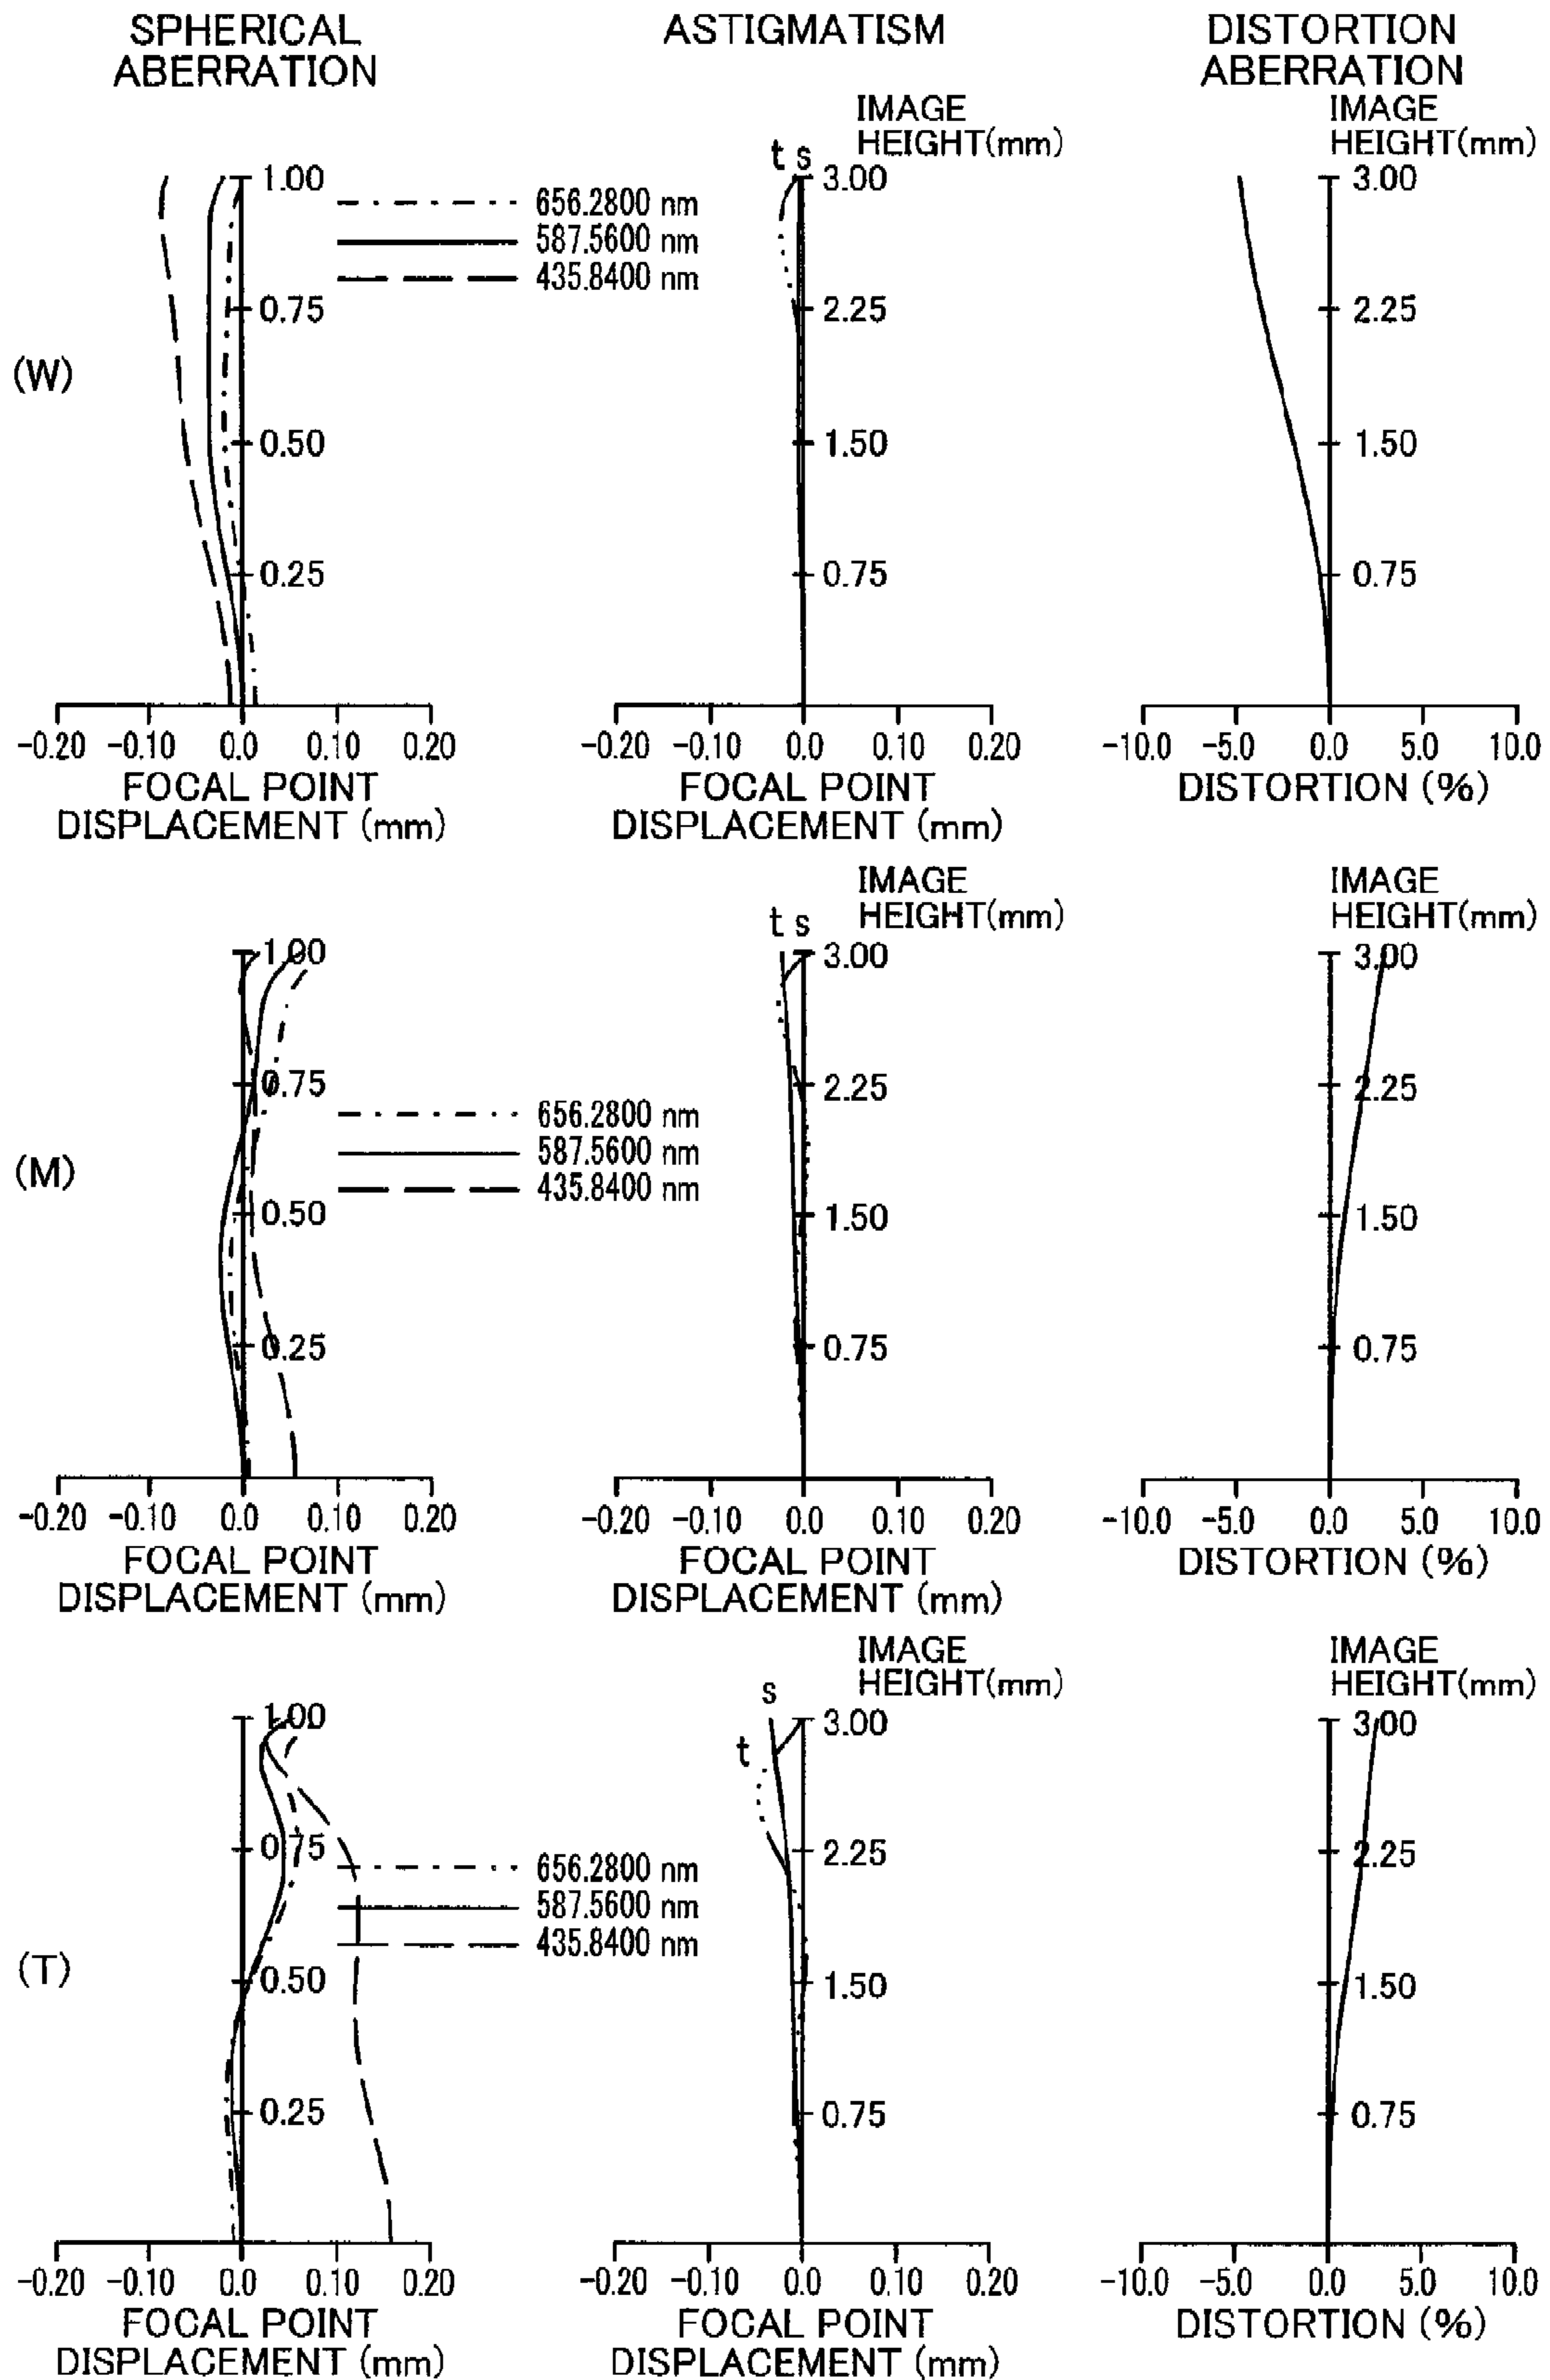 SPHERICAL
ABERRATION
ASTIGMATISM
DISTORTION
ABERRATION
(W)
1.00
0.75
0.50
0.25
656.2800 nm
587.5600 nm
435.8400 nm
-0.20 -0.10 0.0 0.10 0.20
FOCAL POINT
DISPLACEMENT (mm)
IMAGE
HEIGHT(mm)
t s
3.00
2.25
1.50
0.75
-0.20 -0.10 0.0 0.10 0.20
FOCAL POINT
DISPLACEMENT (mm)
IMAGE
HEIGHT(mm)
3.00
2.25
1.50
0.75
-10.0 -5.0 0.0 5.0 10.0
DISTORTION (%)
(M)
1.00
0.75
0.50
0.25
656.2800 nm
587.5600 nm
435.8400 nm
-0.20 -0.10 0.0 0.10 0.20
FOCAL POINT
DISPLACEMENT (mm)
IMAGE
HEIGHT(mm)
t s
3.00
2.25
1.50
0.75
-0.20 -0.10 0.0 0.10 0.20
FOCAL POINT
DISPLACEMENT (mm)
IMAGE
HEIGHT(mm)
3.00
2.25
1.50
0.75
-10.0 -5.0 0.0 5.0 10.0
DISTORTION (%)
(T)
1.00
0.75
0.50
0.25
656.2800 nm
587.5600 nm
435.8400 nm
-0.20 -0.10 0.0 0.10 0.20
FOCAL POINT
DISPLACEMENT (mm)
IMAGE
HEIGHT(mm)
s
t
3.00
2.25
1.50
0.75
-0.20 -0.10 0.0 0.10 0.20
FOCAL POINT
DISPLACEMENT (mm)
IMAGE
HEIGHT(mm)
3.00
2.25
1.50
0.75
-10.0 -5.0 0.0 5.0 10.0
DISTORTION (%)